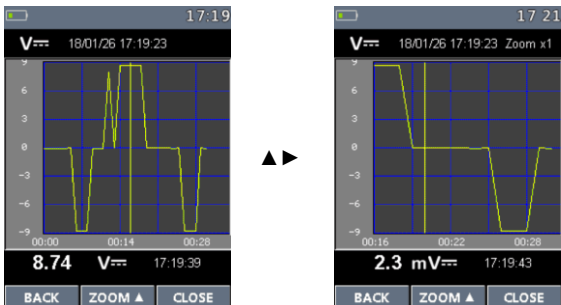 17:19
V 18/01/26 17:19:23
9
6
3
0
−3
−6
−9
00:00 00:14 00:28
8.74 V 17:19:39
BACK ZOOM ▲ CLOSE
▲►
17 21
V 18/01/26 17:19:23 Zoom x1
9
6
3
0
−3
−6
−9
00:16 00:22 00:28
2.3 mV 17:19:43
BACK ZOOM ▲ CLOSE